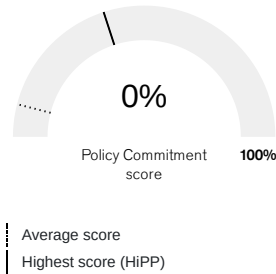 0%
Policy Commitment
score
100%
Average score
Highest score (HiPP)